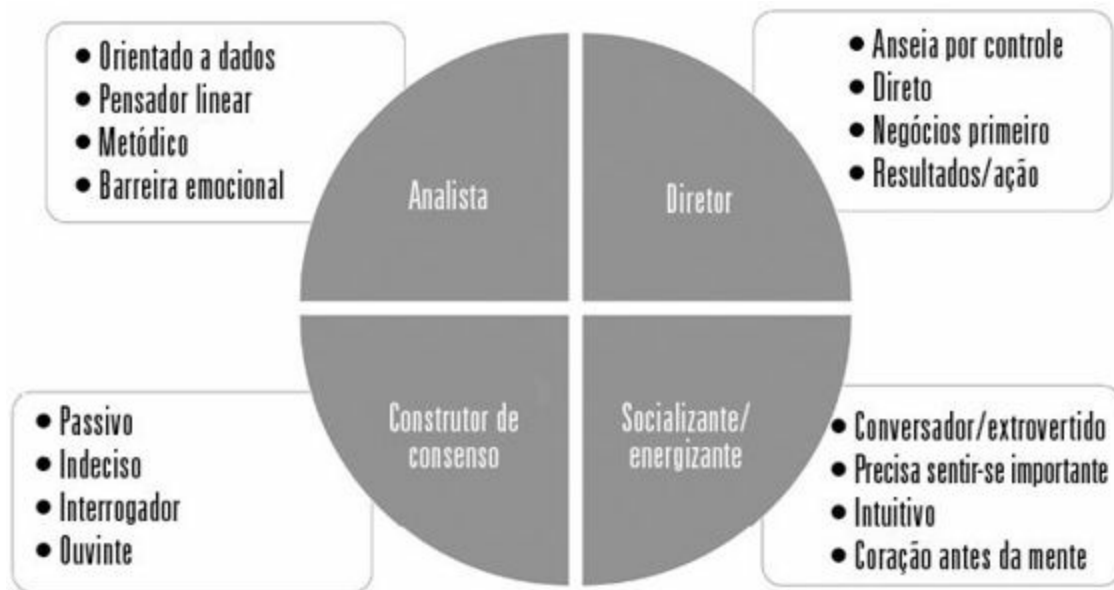 ● Orientado a dados
● Pensador linear
● Metódico
● Barreira emocional
Analista
Diretor
● Anseia por controle
● Direto
● Negócios primeiro
● Resultados/ação
● Passivo
● Indeciso
● Interrogador
● Ouvinte
Construtor de
consenso
Socializante/
energizante
● Conversador/extrovertido
● Precisa sentir-se importante
● Intuitivo
● Coração antes da mente